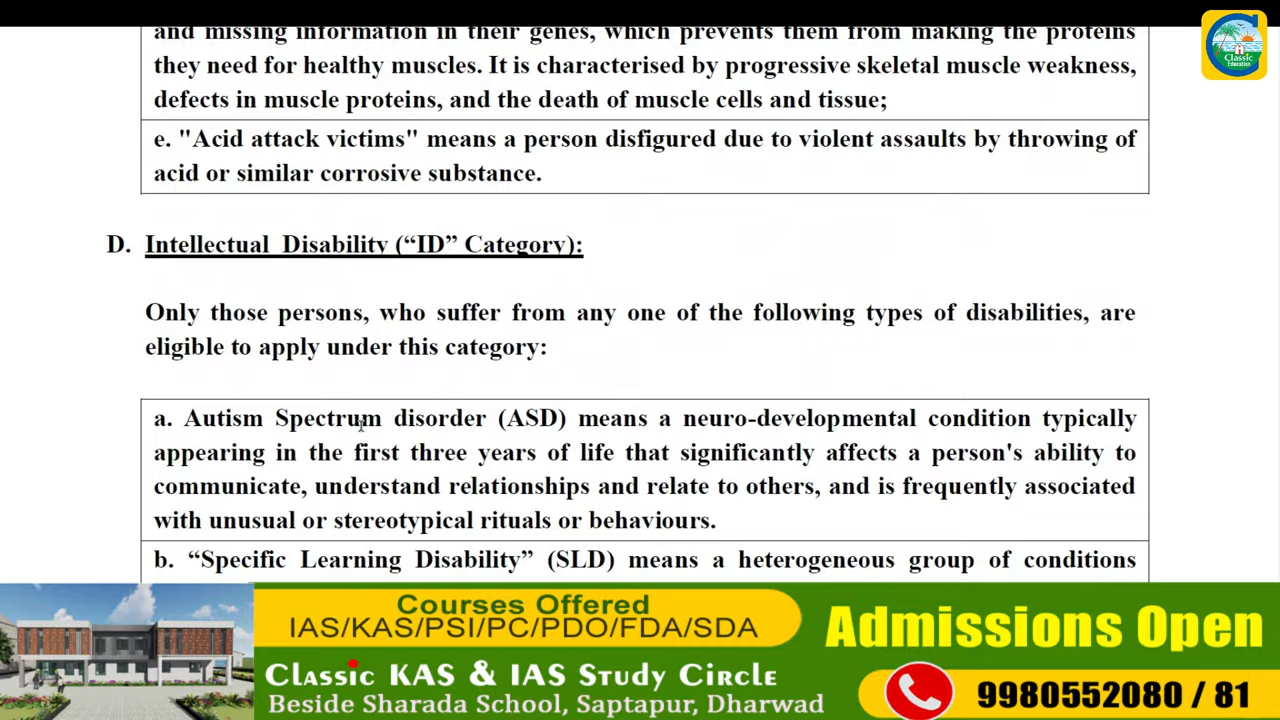 and missing information in their genes, which prevents them from making the proteins
they need for healthy muscles. It is characterised by progressive skeletal muscle weakness,
defects in muscle proteins, and the death of muscle cells and tissue;
e. "Acid attack victims" means a person disfigured due to violent assaults by throwing of
acid or similar corrosive substance.
D. Intellectual Disability (“ID” Category):
Only those persons, who suffer from any one of the following types of disabilities, are
eligible to apply under this category:
a. Autism Spectrum disorder (ASD) means a neuro-developmental condition typically
appearing in the first three years of life that significantly affects a person's ability to
communicate, understand relationships and relate to others, and is frequently associated
with unusual or stereotypical rituals or behaviours.
b. “Specific Learning Disability” (SLD) means a heterogeneous group of conditions
Classic
Education
Courses Offered
IAS/KAS/PSI/PC/PDO/FDA/SDA
Classic KAS & IAS Study Circle
Beside Sharada School, Saptapur, Dharwad
Admissions Open
9980552080 / 81